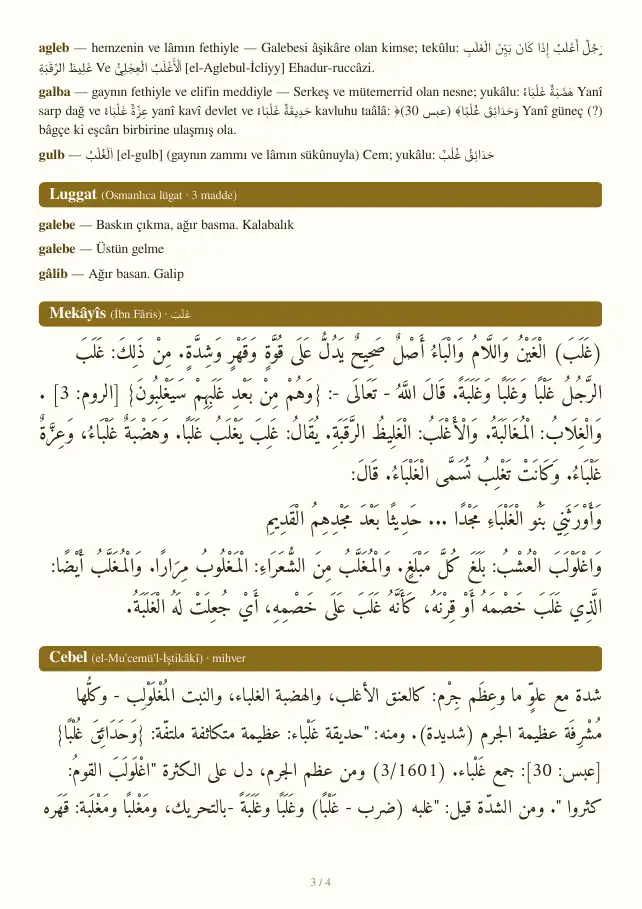 agleb — hemzenin ve lâmın fethiyle — Galebesi âşikâre olan kimse; tekûlu: رَجُلٌ أَغْلَبُ إِذَا كَانَ بَيِّنَ الْغَلَبِ
غَلِيظَ الرَّقَبَةِ Ve اَلْأَغْلَبُ الْعِجْلِيُّ [el-Aglebul-İcliyy] Ehadur-ruccâzi.
galba — gaynın fethiyle ve elifin meddiyle — Serkeş ve mütemerrid olan nesne; yukâlu: هَضَبَةٌ غَلْبَاءُ Yanî
sarp dağ ve عِزَّةٌ غَلْبَاءُ yanî kavî devlet ve حَدِيقَةٌ غَلْبَاءُ kavluhu taâlâ: ﴿وَحَدَائِقَ غُلْبًا﴾ (عبس 30) Yanî güneç (?)
bâgçe ki eşcârı birbirine ulaşmış ola.
gulb — اَلْغُلْبُ [el-gulb] (gaynın zammı ve lâmın sükûnuyla) Cem; yukâlu: حَدَائِقُ غُلْبٌ
Luggat (Osmanlıca lügat · 3 madde)
galebe — Baskın çıkma, ağır basma. Kalabalık
galebe — Üstün gelme
gâlib — Ağır basan. Galip
Mekâyîs (İbn Fâris) · غَلَبَ
(غَلَبَ) الْغَيْنُ وَاللَّامُ وَالْبَاءُ أَصْلٌ صَحِيحٌ يَدُلُّ عَلَى قُوَّةٍ وَقَهْرٍ وَشِدَّةٍ. مِنْ ذَلِكَ: غَلَبَ
الرَّجُلُ غَلْبًا وَغَلَبًا وَغَلَبَةً. قَالَ اللَّهُ - تَعَالَى -: {وَهُمْ مِنْ بَعْدِ غَلَبِهِمْ سَيَغْلِبُونَ} [الروم: 3] .
وَالْغِلَابُ: الْمُغَالَبَةُ. وَالْأَغْلَبُ: الْغَلِيظُ الرَّقَبَةِ. يُقَالُ: غَلِبَ يَغْلَبُ غَلَبًا. وَهَضْبَةٌ غَلْبَاءُ، وَعِزَّةٌ
غَلْبَاءُ. وَكَانَتْ تَغْلِبُ تُسَمَّى الْغَلْبَاءُ. قَالَ:
وَأَوْرَثَنِي بَنُو الْغَلْبَاءِ مَجْدًا ... حَدِيثًا بَعْدَ مَجْدِهِمُ الْقَدِيمِ
وَاغْلَوْلَبَ الْعُشْبُ: بَلَغَ كُلَّ مَبْلَغٍ. وَالْمُغَلَّبُ مِنَ الشُّعَرَاءِ: الْمَغْلُوبُ مِرَارًا. وَالْمُغَلَّبُ أَيْضًا:
الَّذِي غَلَبَ خَصْمَهُ أَوْ قِرْنَهُ، كَأَنَّهُ غَلَبَ عَلَى خَصْمِهِ، أَيْ جُعِلَتْ لَهُ الْغَلَبَةُ.
Cebel (el-Mu'cemü'l-İştikâkî) · mihver
شدة مع علوٍّ ما وعِظَم جِرْم: كالعنق الأغلب، والهضبة الغلباء، والنبت المُغْلَوْلِب - وكلُّها
مُشْرِفَة عظيمة الجرم (شديدة). ومنه: "حديقة غَلْباء: عظيمة متكاثفة ملتفّة: {وَحَدَائِقَ غُلْبًا}
[عبس: 30]: جمع غَلْباء. (3/1601) ومن عظم الجرم، دل على الكثرة "اغْلَوْلَبَ القومُ:
كثروا ". ومن الشدّة قيل: "غلبه (ضرب - غَلْبًا) وغَلَبًا وغَلَبَةً -بالتحريك، ومَغْلبًا ومَغْلَبة: قَهَره
3 / 4